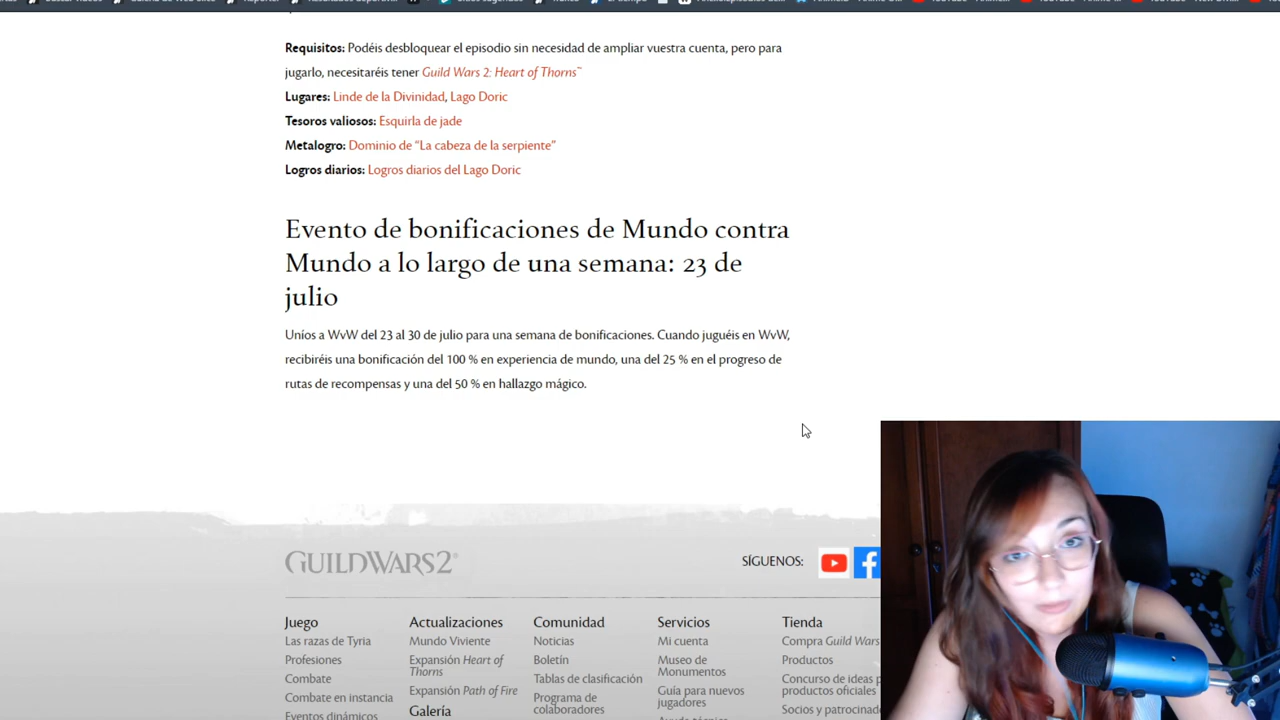 Requisitos: Podéis desbloquear el episodio sin necesidad de ampliar vuestra cuenta, pero para
jugarlo, necesitaréis tener Guild Wars 2: Heart of Thorns™
Lugares: Linde de la Divinidad, Lago Doric
Tesoros valiosos: Esquirla de jade
Metalogro: Dominio de “La cabeza de la serpiente”
Logros diarios: Logros diarios del Lago Doric
Evento de bonificaciones de Mundo contra
Mundo a lo largo de una semana: 23 de
julio
Uníos a WvW del 23 al 30 de julio para una semana de bonificaciones. Cuando juguéis en WvW,
recibiréis una bonificación del 100 % en experiencia de mundo, una del 25 % en el progreso de
rutas de recompensas y una del 50 % en hallazgo mágico.
GUILDWARS2®
SÍGUENOS:
Juego
Las razas de Tyria
Profesiones
Combate
Combate en instancia
Eventos dinámicos
Actualizaciones
Mundo Viviente
Expansión Heart of
Thorns
Expansión Path of Fire
Galería
Comunidad
Noticias
Boletín
Tablas de clasificación
Programa de
colaboradores
Servicios
Mi cuenta
Museo de
Monumentos
Guía para nuevos
jugadores
Tienda
Compra Guild Wars
Productos
Concurso de ideas p
productos oficiales
Socios y patrocinad